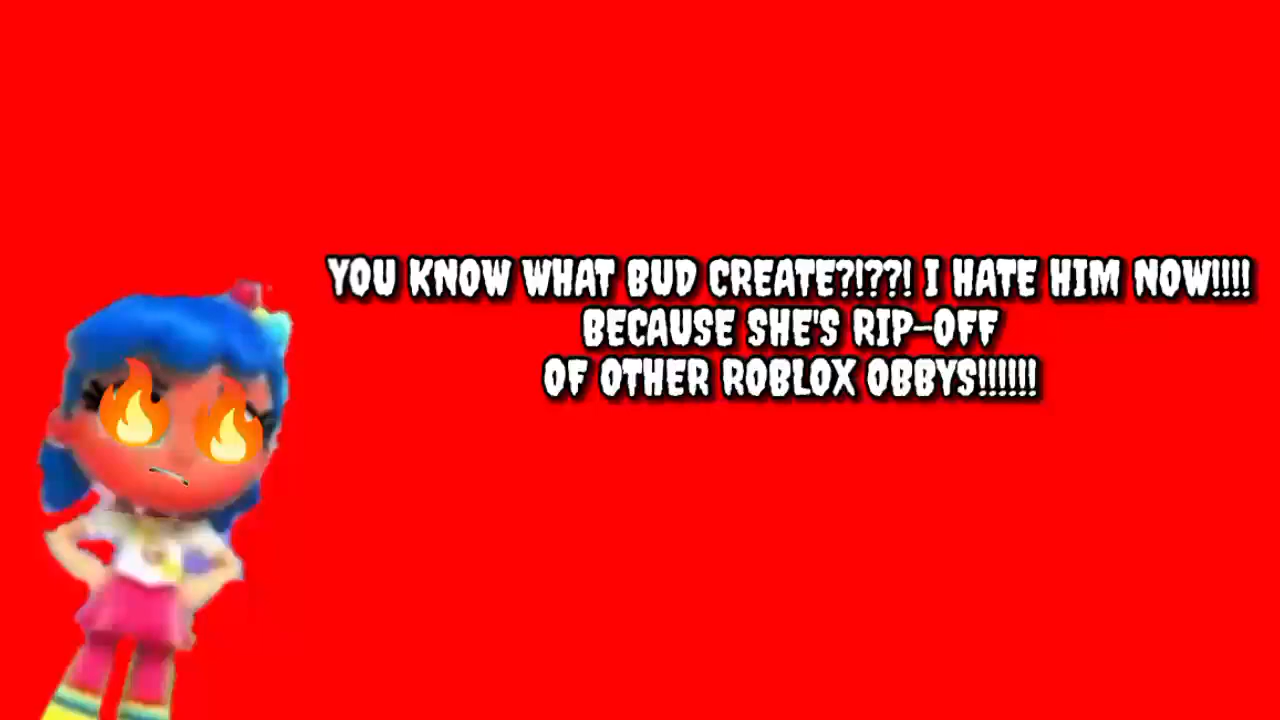 YOU KNOW WHAT BUD CREATE?!??! I HATE HIM NOW!!!!
BECAUSE SHE'S RIP-OFF
OF OTHER ROBLOX OBBYS!!!!!!